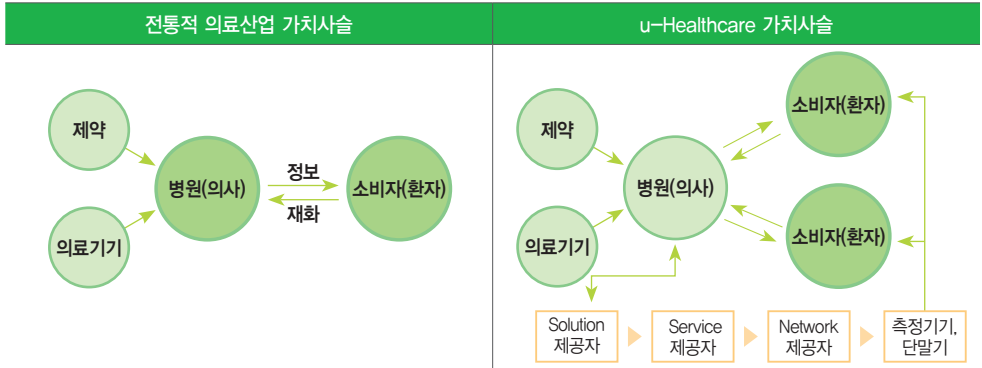 전통적 의료산업 가치사슬
제약
병원(의사)
정보
재화
소비자(환자)
의료기기
u-Healthcare 가치사슬
제약
병원(의사)
의료기기
소비자(환자)
소비자(환자)
Solution
제공자
Service
제공자
Network
제공자
측정기기,
단말기